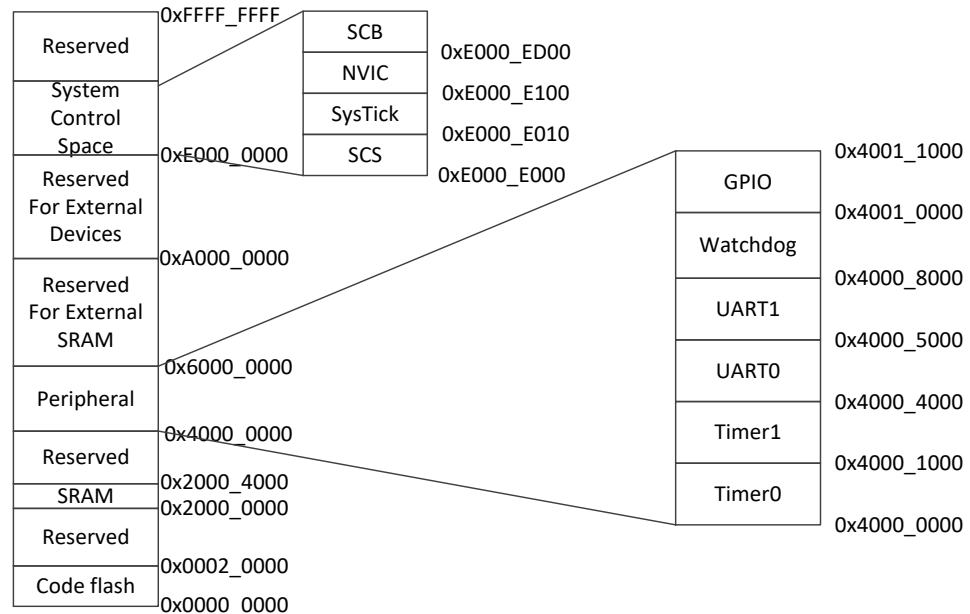 0xFFFF_FFFF
Reserved
System
Control
Space
0xE000_0000
Reserved
For External
Devices
0xA000_0000
Reserved
For External
SRAM
0x6000_0000
Peripheral
0x4000_0000
Reserved
0x2000_4000
SRAM
0x2000_0000
Reserved
0x0002_0000
Code flash
0x0000_0000
SCB
0xE000_ED00
NVIC
0xE000_E100
SysTick
0xE000_E010
SCS
0xE000_E000
0x4001_1000
GPIO
0x4001_0000
Watchdog
0x4000_8000
UART1
0x4000_5000
UART0
0x4000_4000
Timer1
0x4000_1000
Timer0
0x4000_0000